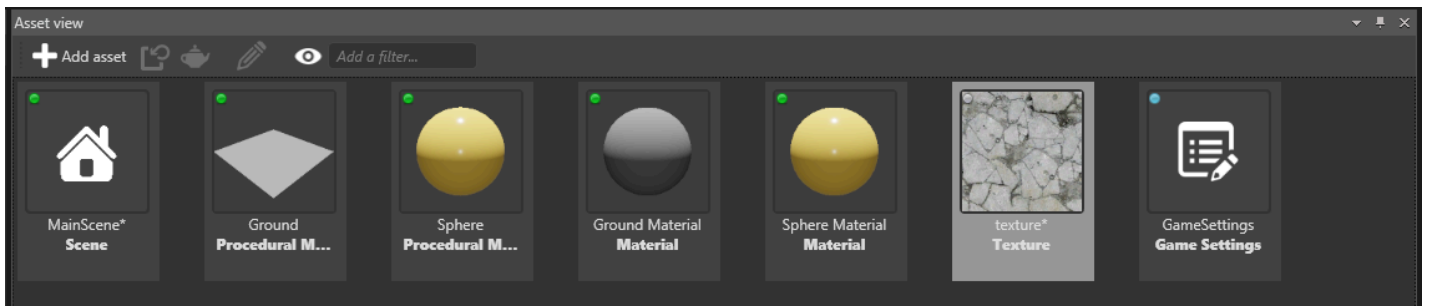 Asset view
Add asset
Add a filter...
MainScene*
Scene
Ground
Procedural M...
Sphere
Procedural M...
Ground Material
Material
Sphere Material
Material
texture*
Texture
GameSettings
Game Settings